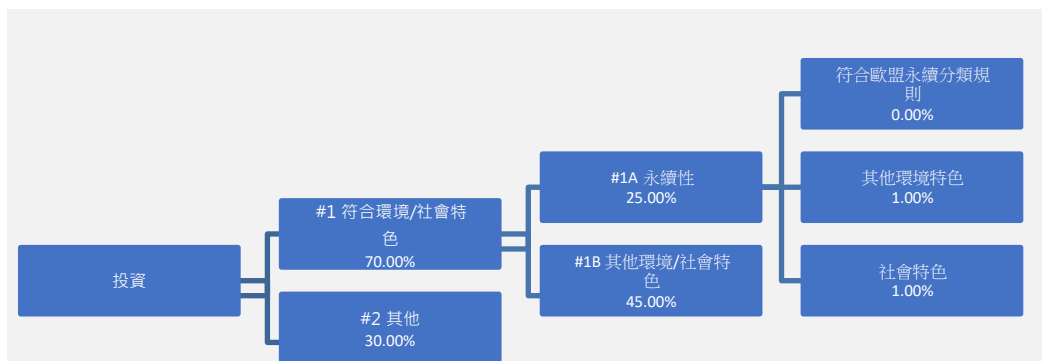 投資
#1 符合環境/社會特
色
70.00%
#2 其他
30.00%
#1A 永續性
25.00%
#1B 其他環境/社會特
色
45.00%
符合歐盟永續分類規
則
0.00%
其他環境特色
1.00%
社會特色
1.00%